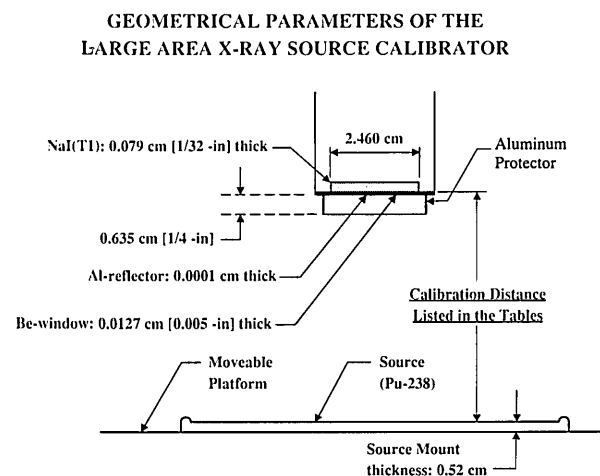 GEOMETRICAL PARAMETERS OF THE
LARGE AREA X-RAY SOURCE CALIBRATOR
NaI(T1): 0.079 cm [1/32 -in] thick
2.460 cm
Aluminum
Protector
0.635 cm [1/4 -in]
Al-reflector: 0.0001 cm thick
Be-window: 0.0127 cm [0.005 -in] thick
Calibration Distance
Listed in the Tables
Moveable
Platform
Source
(Pu-238)
Source Mount
thickness: 0.52 cm